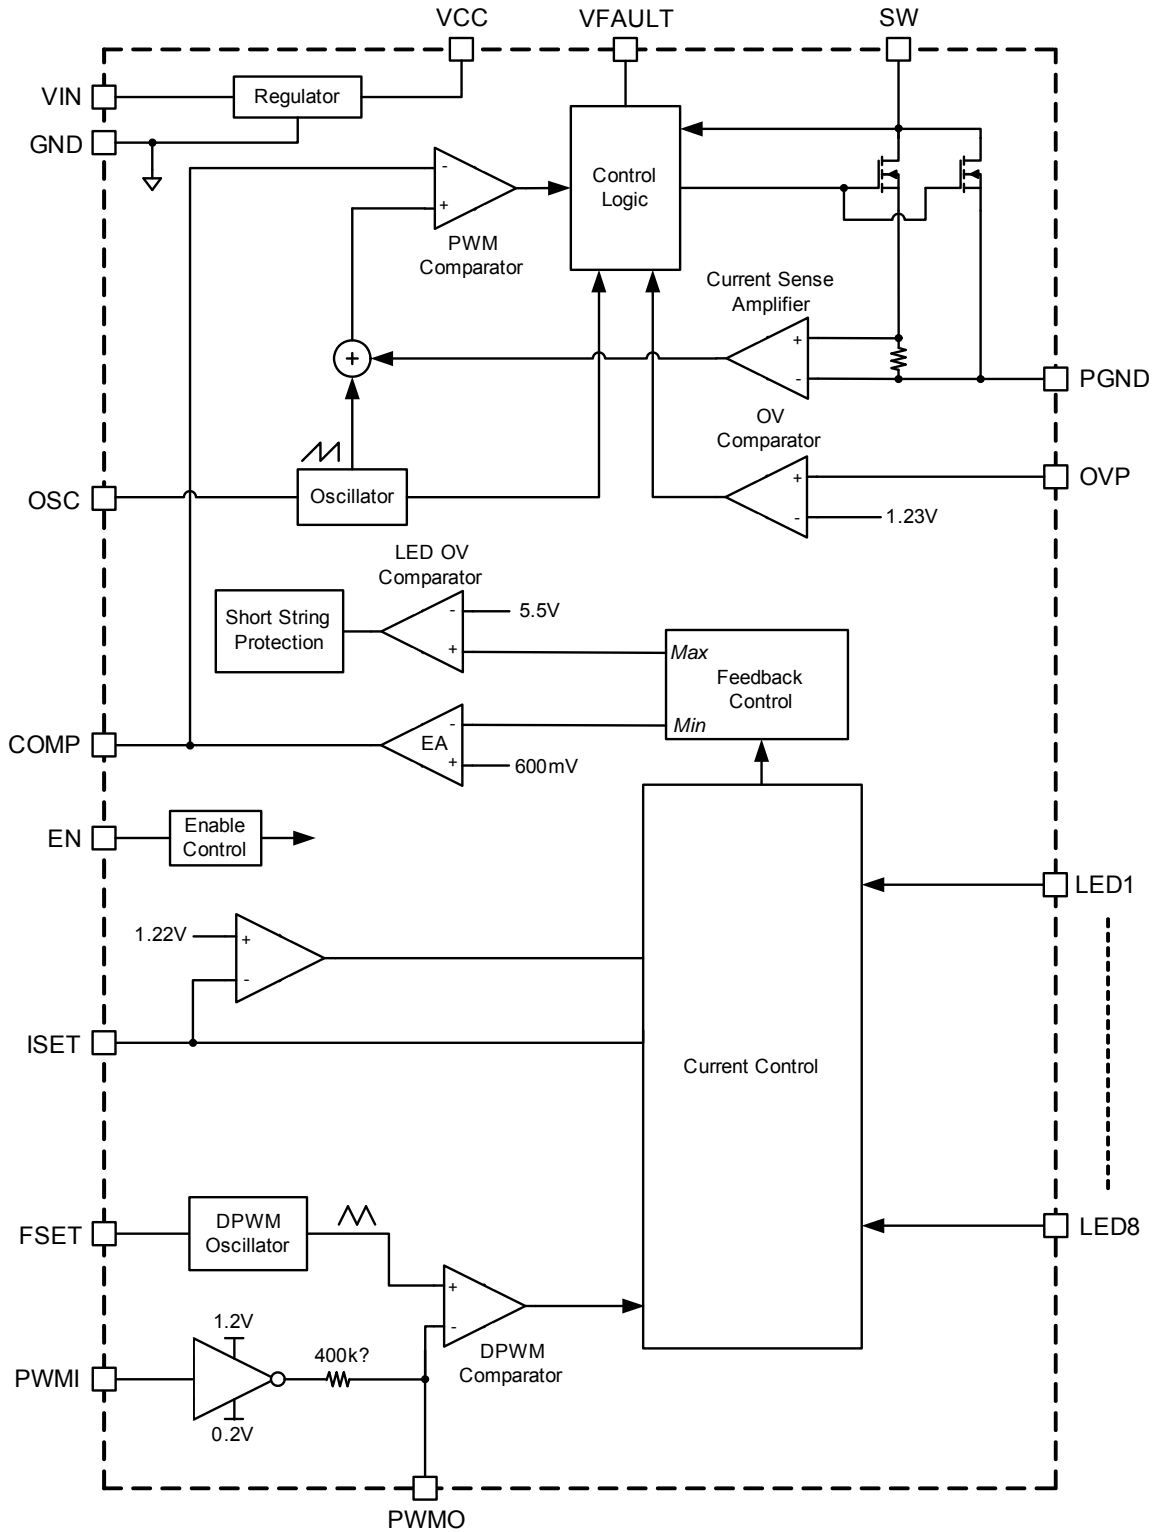 VCC
VFAULT
SW
VIN
Regulator
GND
-
+
PWM
Comparator
Control
Logic
Current Sense
Amplifier
+
-
+
PGND
OV
Comparator
OSC
Oscillator
+
-
1.23V
OVP
LED OV
Comparator
Short String
Protection
-
+
5.5V
Max
Feedback
Control
Min
COMP
EA
-
+
600mV
EN
Enable
Control
LED1
1.22V
+
-
ISET
Current Control
FSET
DPWM
Oscillator
LED8
+
-
DPWM
Comparator
1.2V
400k?
PWMI
0.2V
PWMO